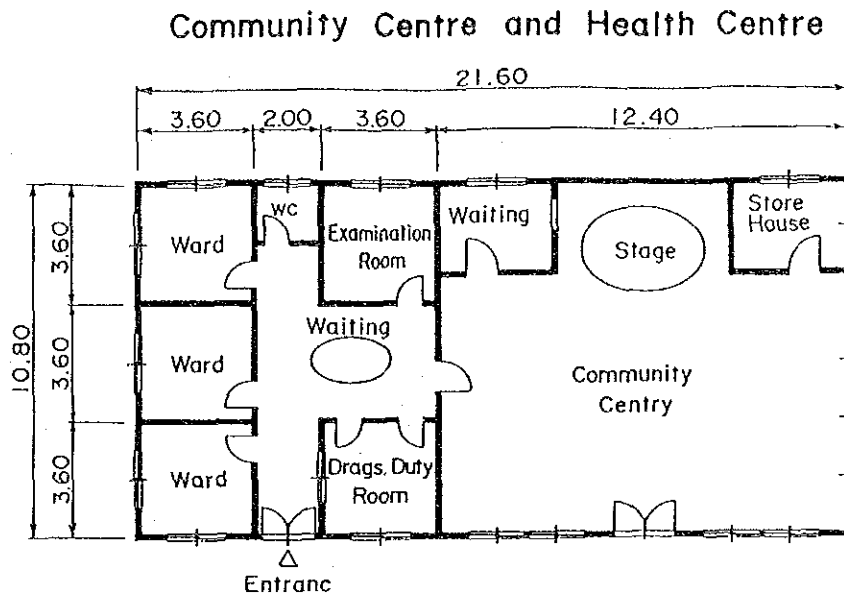 Community Centre and Health Centre
21.60
3.60 2.00 3.60 12.40
10.80
3.60
3.60
3.60
Ward
WC
Examination
Room
Waiting
Stage
Store
House
Ward
Waiting
Community
Centry
Ward
Drags, Duty
Room
Entranc